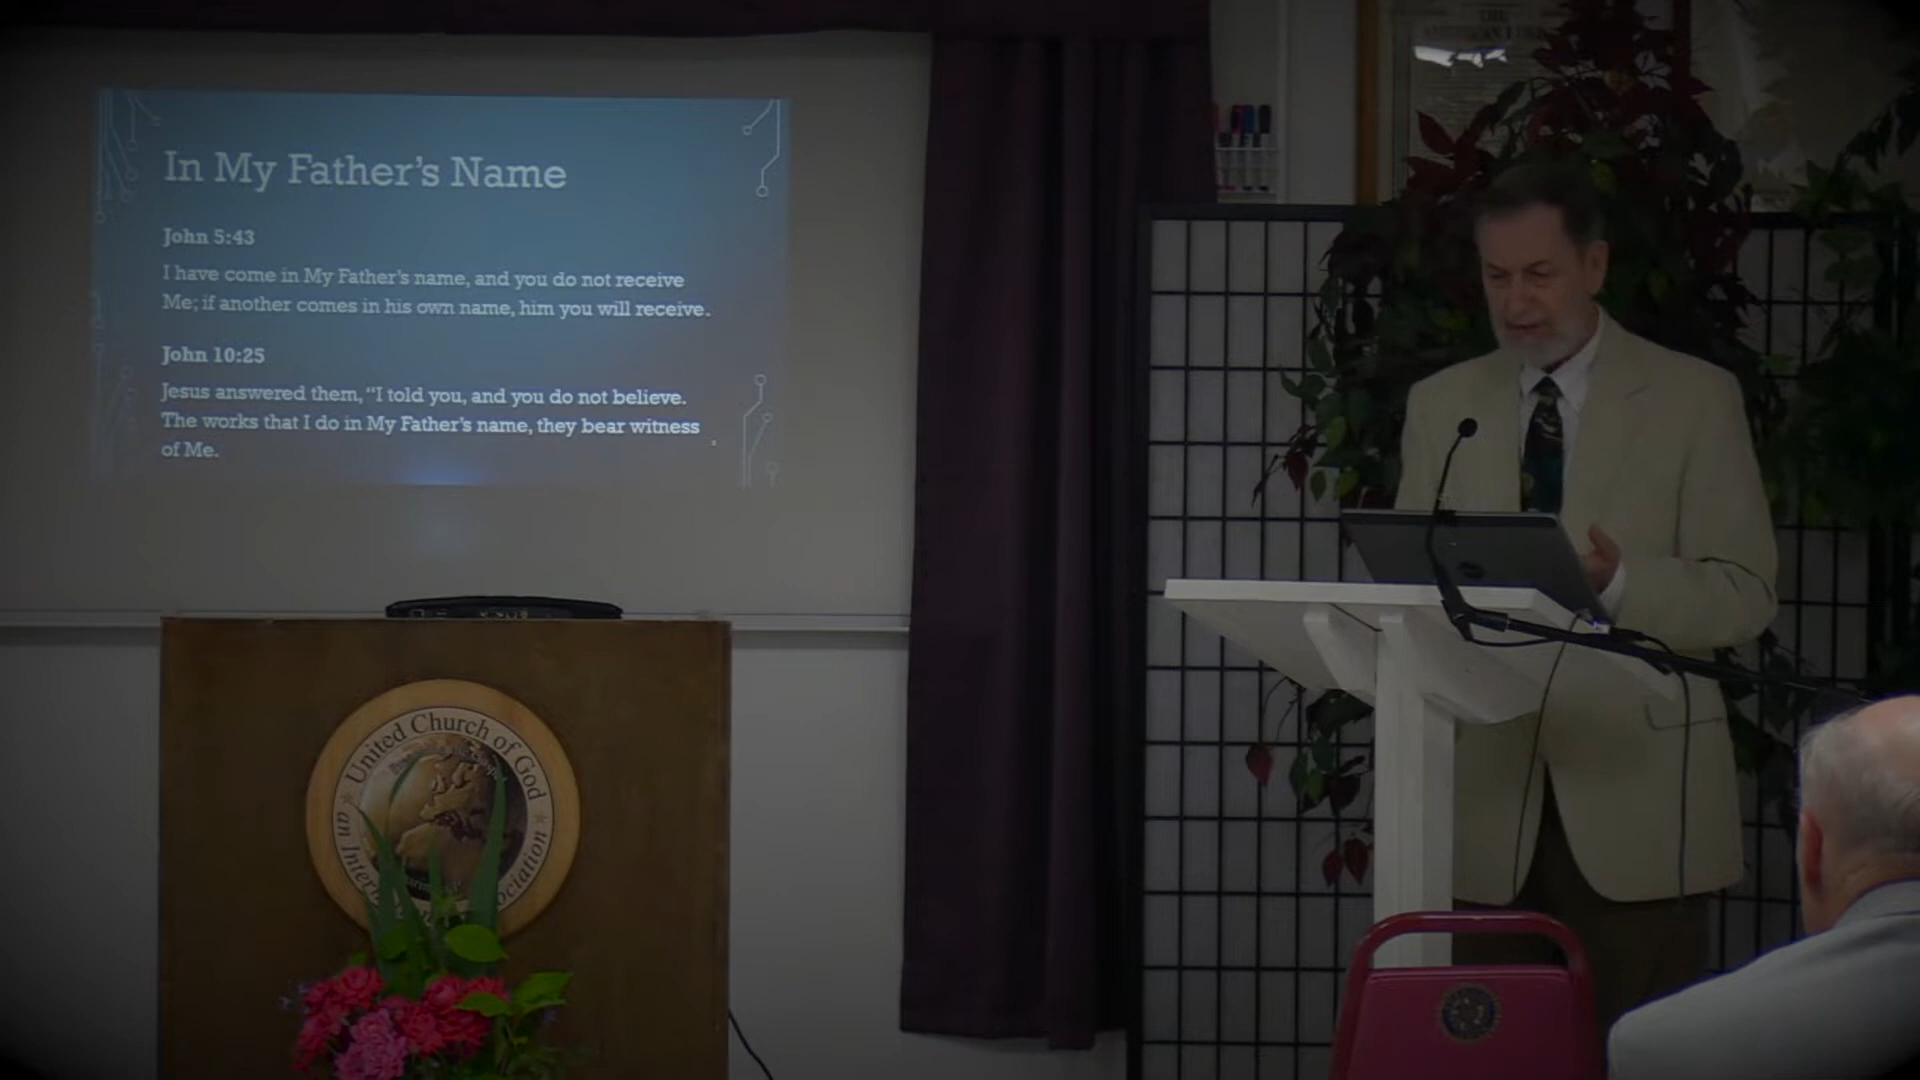 In My Father's Name
John 5:43
I have come in My Father's name, and you do not receive
Me; if another comes in his own name, him you will receive.
John 10:25
Jesus answered them, “I told you, and you do not believe.
The works that I do in My Father's name, they bear witness
of Me.
United Church of God
an
THE